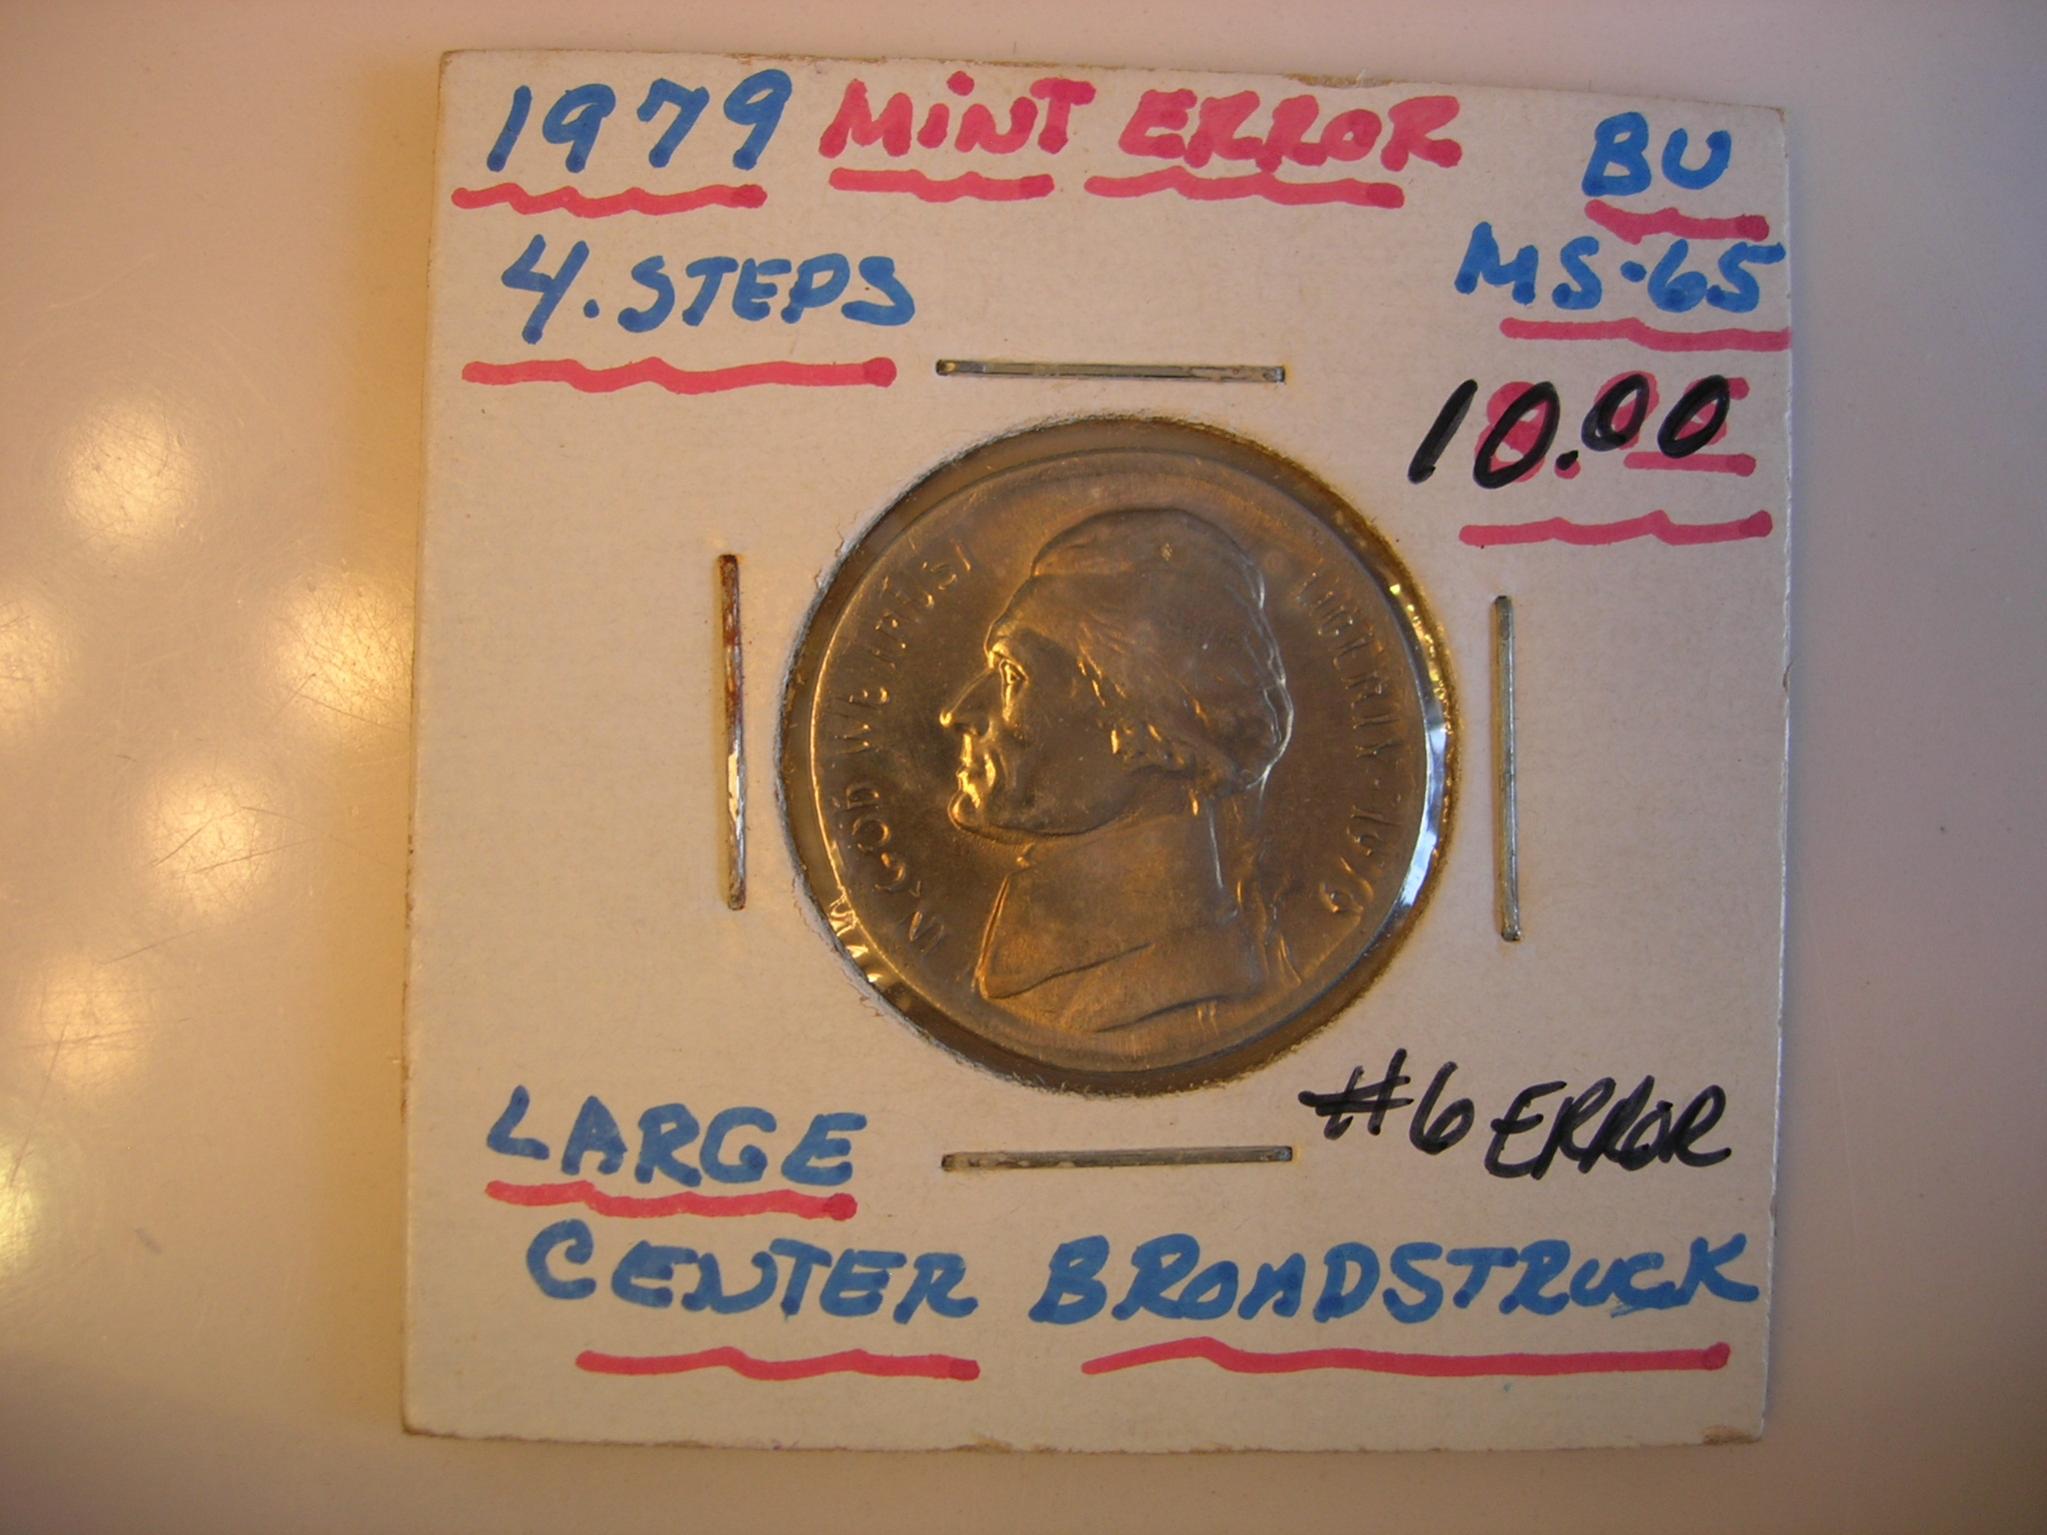 1979 MINT ERROR BU
4. STEPS MS-65
10.00
IN GOD WE TRUST
LIBERTY
#6 ERROR
LARGE
CENTER BROADSTRUCK